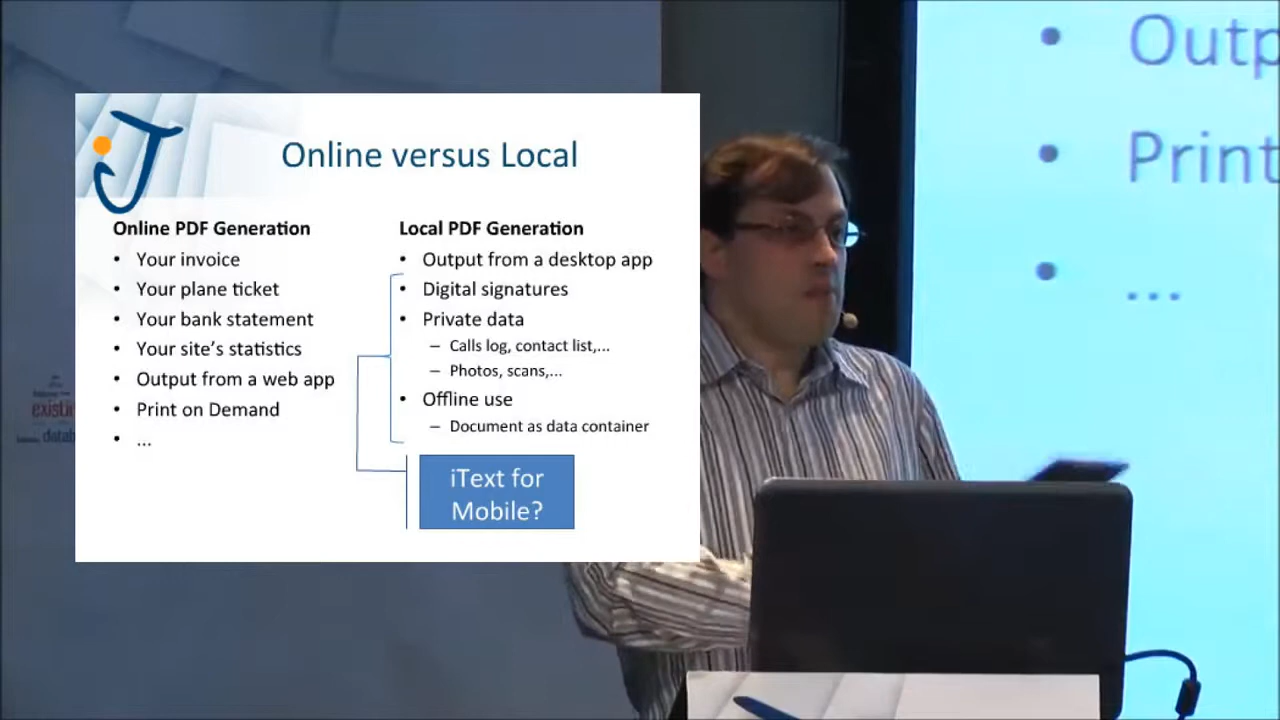 Online versus Local
Online PDF Generation
• Your invoice
• Your plane ticket
• Your bank statement
• Your site's statistics
• Output from a web app
• Print on Demand
• ...
Local PDF Generation
• Output from a desktop app
• Digital signatures
• Private data
– Calls log, contact list,...
– Photos, scans,...
• Offline use
– Document as data container
iText for
Mobile?
• Outp
• Print
• ...
existin
datab